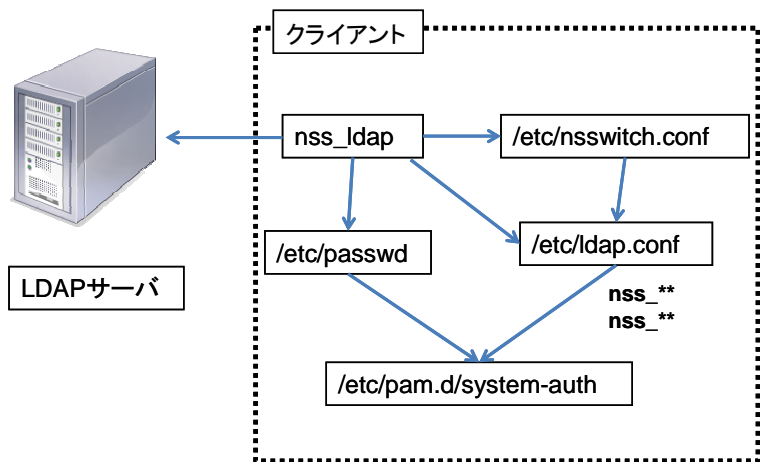 クライアント
nss_ldap
/etc/nsswitch.conf
/etc/passwd
/etc/ldap.conf
LDAPサーバ
nss_**
nss_**
/etc/pam.d/system-auth